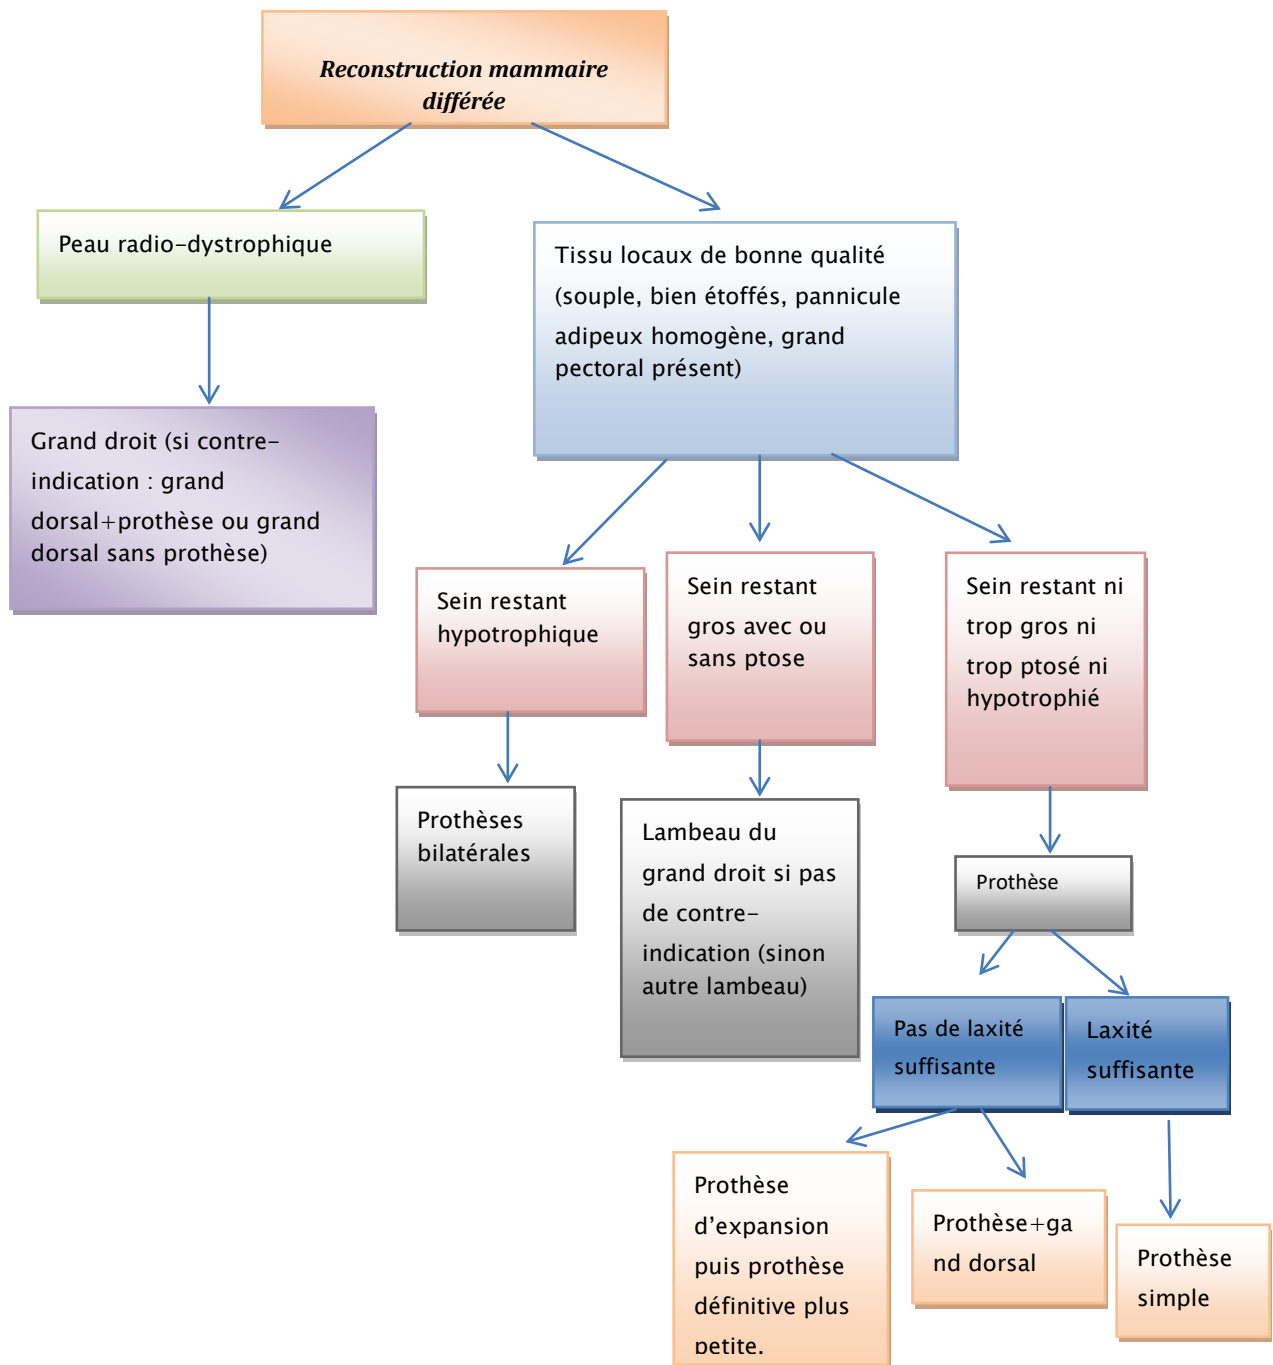 Reconstruction mammaire
différée
Peau radio-dystrophique
Tissu locaux de bonne qualité
(souple, bien étoffés, pannicule
adipeux homogène, grand
pectoral présent)
Grand droit (si contre-
indication : grand
dorsal+prothèse ou grand
dorsal sans prothèse)
Sein restant
hypotrophique
Sein restant
gros avec ou
sans ptose
Sein restant ni
trop gros ni
trop ptosé ni
hypotrophié
Prothèses
bilatérales
Lambeau du
grand droit si pas
de contre-
indication (sinon
autre lambeau)
Prothèse
Pas de laxité
suffisante
Laxité
suffisante
Prothèse
d'expansion
puis prothèse
définitive plus
petite.
Prothèse+ga
nd dorsal
Prothèse
simple